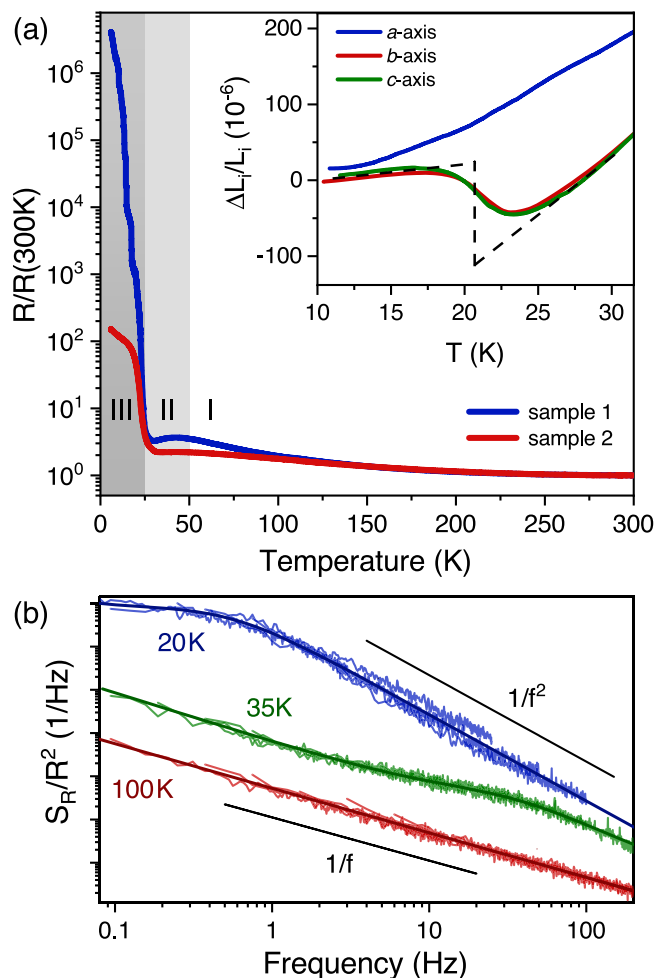 (a)
R/R(300K)
10^6
10^5
10^4
10^3
10^2
10^1
10^0
III II I
0 50 100 150 200 250 300
Temperature (K)
sample 1
sample 2
ΔL_i/L_i (10^-6)
200
100
0
-100
a-axis
b-axis
c-axis
10 15 20 25 30
T (K)
(b)
S_R/R^2 (1/Hz)
20K
1/f^2
35K
100K
1/f
0.1 1 10 100
Frequency (Hz)